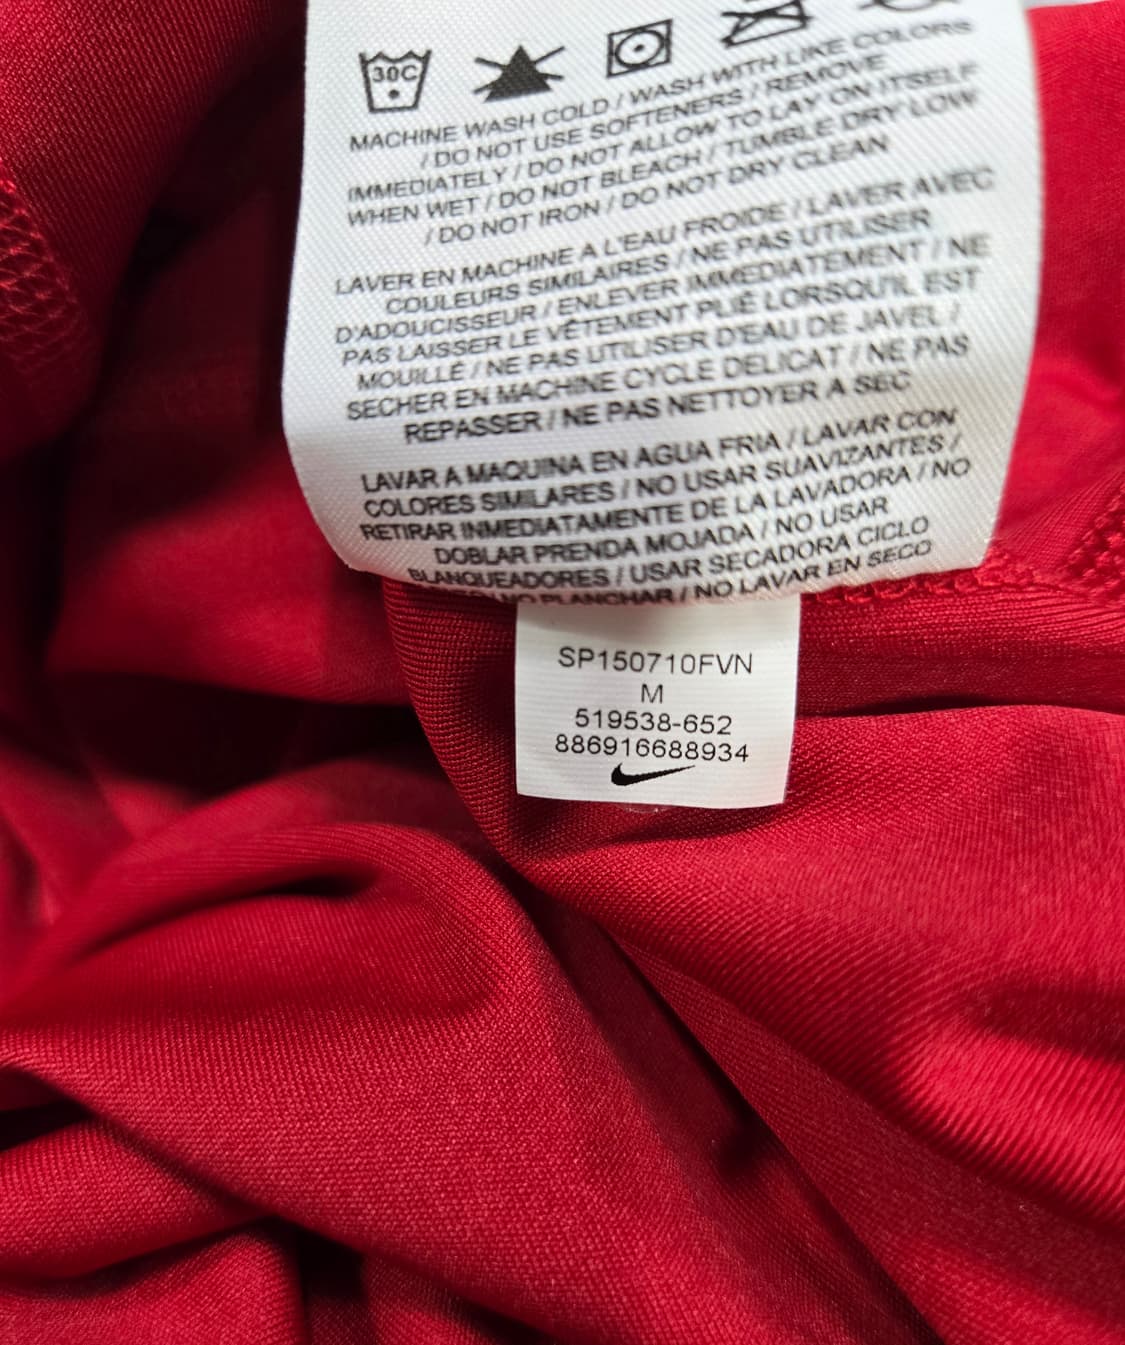 30C
MACHINE WASH COLD / WASH WITH LIKE COLORS
/ DO NOT USE SOFTENERS / REMOVE
IMMEDIATELY / DO NOT ALLOW TO LAY ON ITSELF
WHEN WET / DO NOT BLEACH / TUMBLE DRY LOW
/ DO NOT IRON / DO NOT DRY CLEAN
LAVER EN MACHINE A L'EAU FROIDE / LAVER AVEC
COULEURS SIMILAIRES / NE PAS UTILISER
D'ADOUCISSEUR / ENLEVER IMMEDIATEMENT / NE
PAS LAISSER LE VÊTEMENT PLIÉ LORSQU'IL EST
MOUILLÉ / NE PAS UTILISER D'EAU DE JAVEL /
SECHER EN MACHINE CYCLE DELICAT / NE PAS
REPASSER / NE PAS NETTOYER A SEC
LAVAR A MAQUINA EN AGUA FRIA / LAVAR CON
COLORES SIMILARES / NO USAR SUAVIZANTES /
RETIRAR INMEDIATAMENTE DE LA LAVADORA / NO
DOBLAR PRENDA MOJADA / NO USAR
BLANQUEADORES / USAR SECADORA CICLO
PLANCHAR / NO LAVAR EN SECO
SP150710FVN
M
519538-652
886916688934